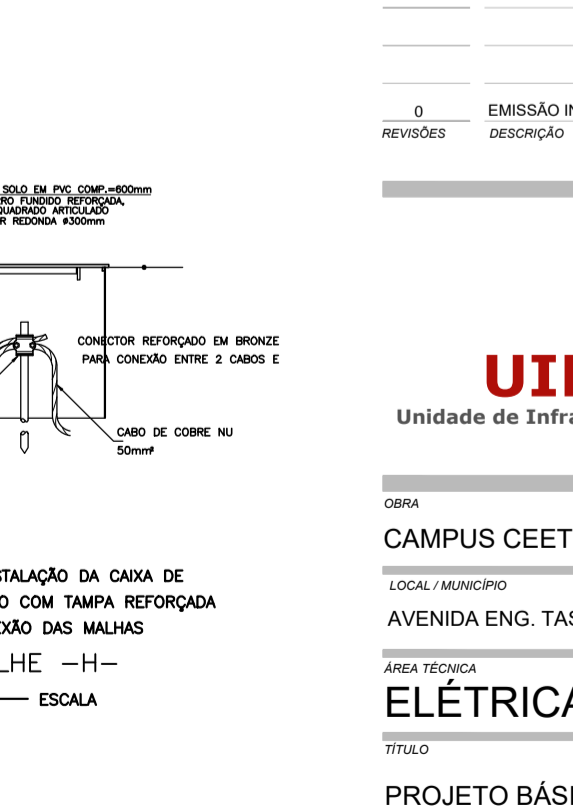 SOLO EM PVC COMP.=600mm
RO FUNDIDO REFORÇADA,
QUADRADO ARTICULADO
R REDONDA ø300mm
CONECTOR REFORÇADO EM BRONZE
PARA CONEXÃO ENTRE 2 CABOS E
CABO DE COBRE NU
50mm²
STALAÇÃO DA CAIXA DE
O COM TAMPA REFORÇADA
EXÃO DAS MALHAS
LHE -H-
ESCALA
0 EMISSÃO IN
REVISÕES DESCRIÇÃO
UI
Unidade de Infra
OBRA
CAMPUS CEET
LOCAL / MUNICÍPIO
AVENIDA ENG. TAS
ÁREA TÉCNICA
ELÉTRICA
TÍTULO
PROJETO BÁSI